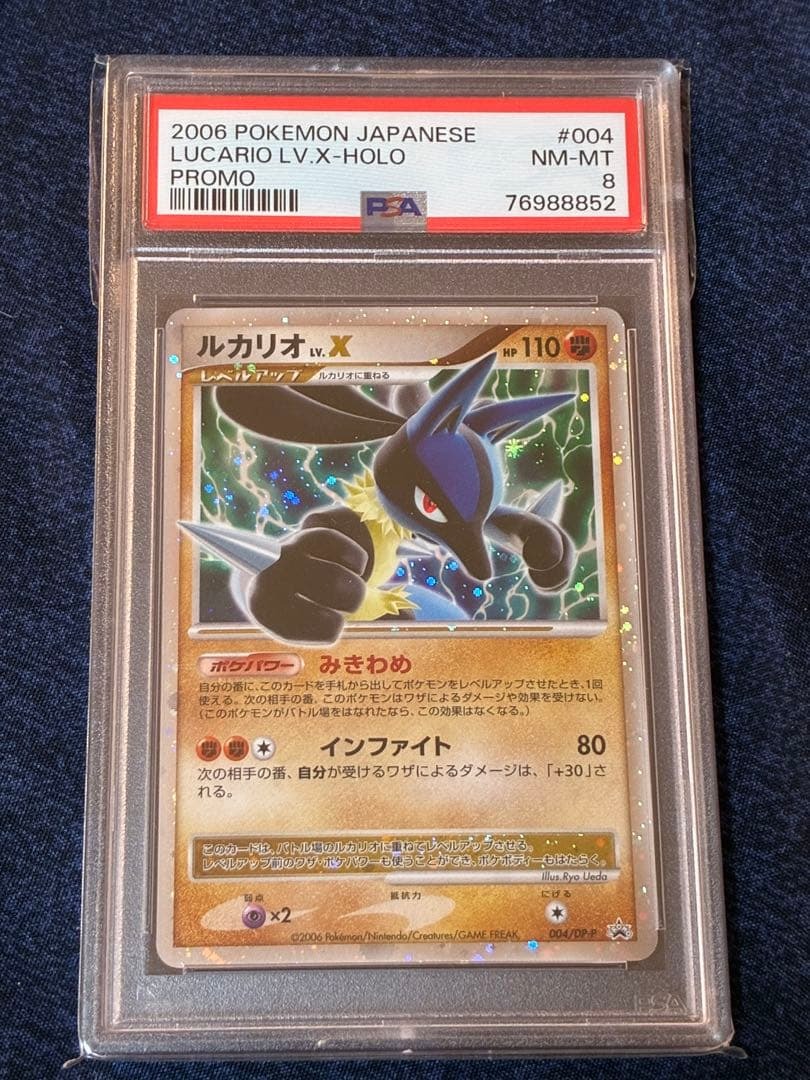 2006 POKEMON JAPANESE #004
LUCARIO LV.X-HOLO NM-MT
PROMO 8
PSA 76988852
ルカリオ LV.X HP 110
レベルアップ ルカリオに重ねる
ポケパワー みきわめ
自分の番に、このカードを手札から出してポケモンをレベルアップさせたとき、1回
使える。次の相手の番、このポケモンはワザによるダメージや効果を受けない。
(このポケモンがバトル場をはなれたなら、この効果はなくなる。)
インファイト 80
次の相手の番、自分が受けるワザによるダメージは、「+30」さ
れる。
このカードは、バトル場のルカリオに重ねてレベルアップさせる。
レベルアップ前のワザ・ポケパワーも使うことができ、ポケボディーもはたらく。
Illus.Ryo Ueda
弱点 抵抗力 にげる
×2
©2006 Pokémon/Nintendo/Creatures/GAME FREAK. 004/DP-P
PSA